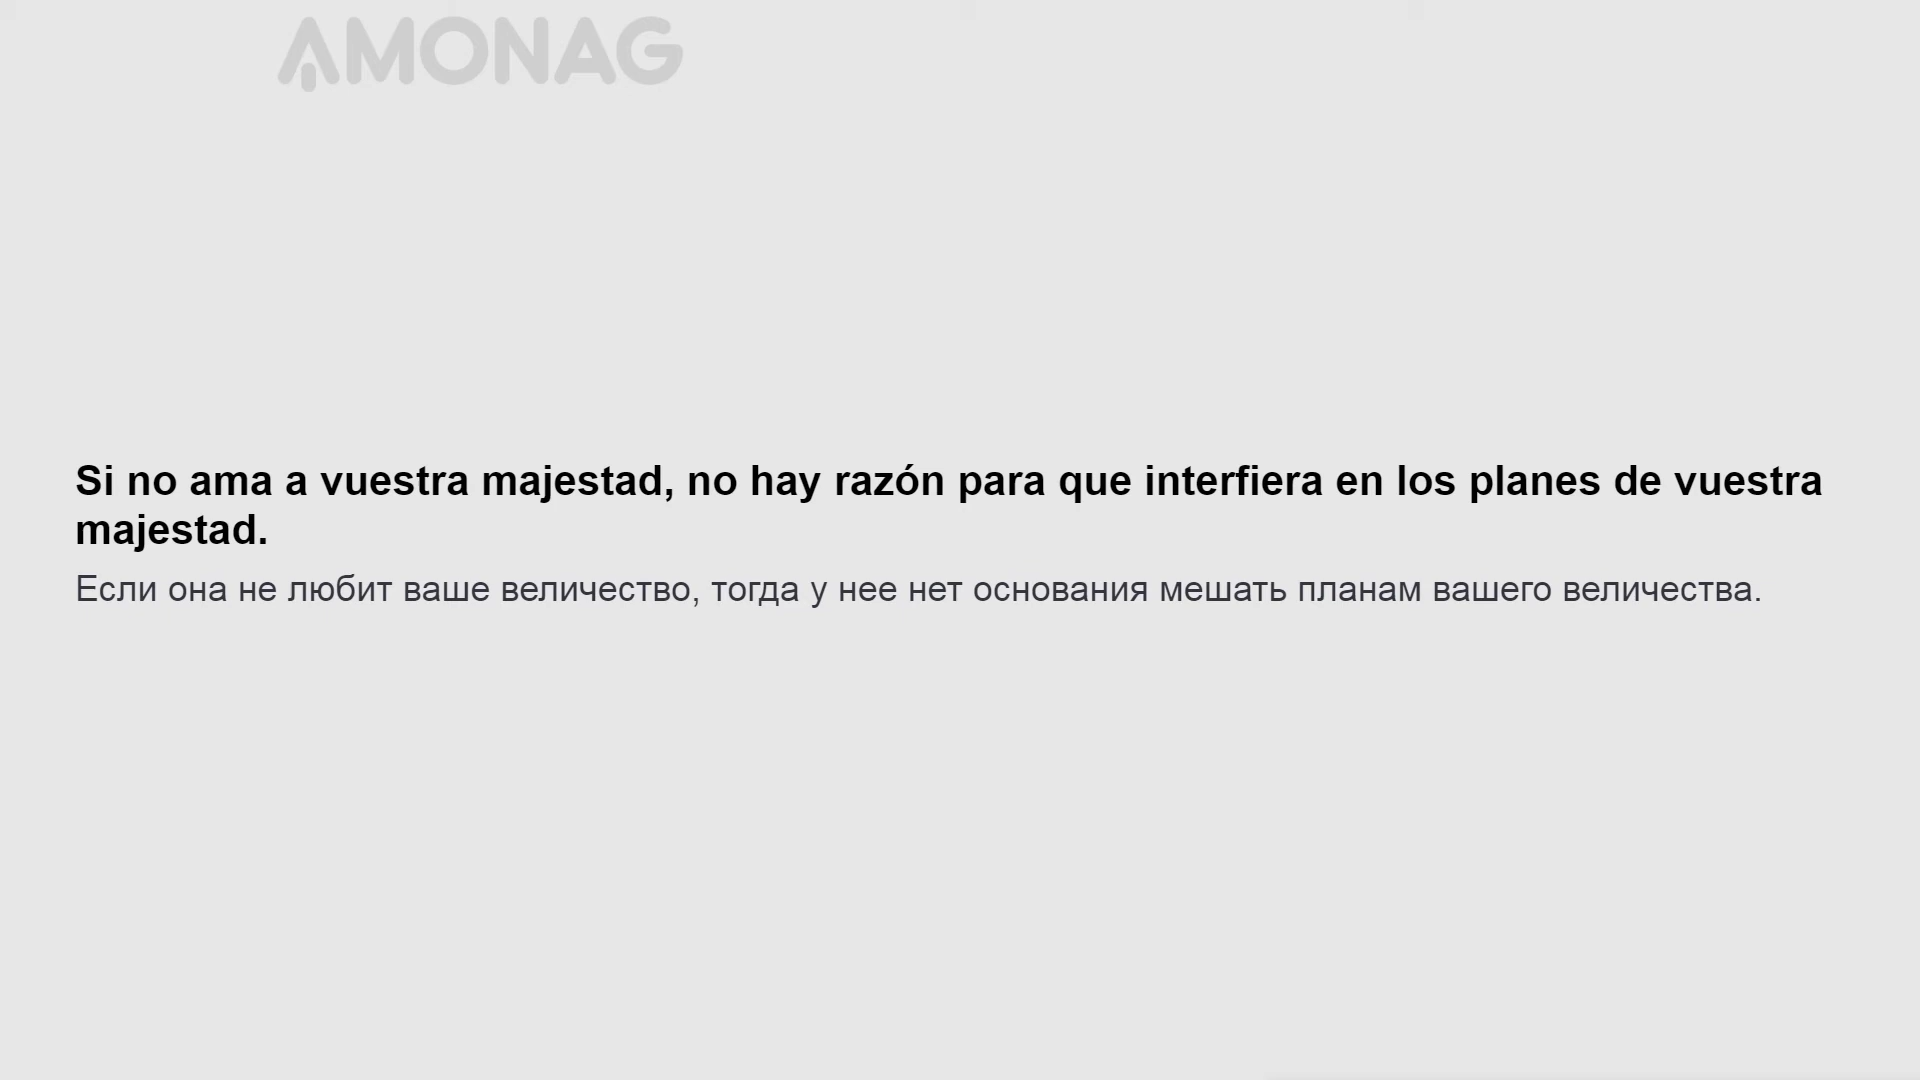 AMONAG
Si no ama a vuestra majestad, no hay razón para que interfiera en los planes de vuestra
majestad.
Если она не любит ваше величество, тогда у нее нет основания мешать планам вашего величества.